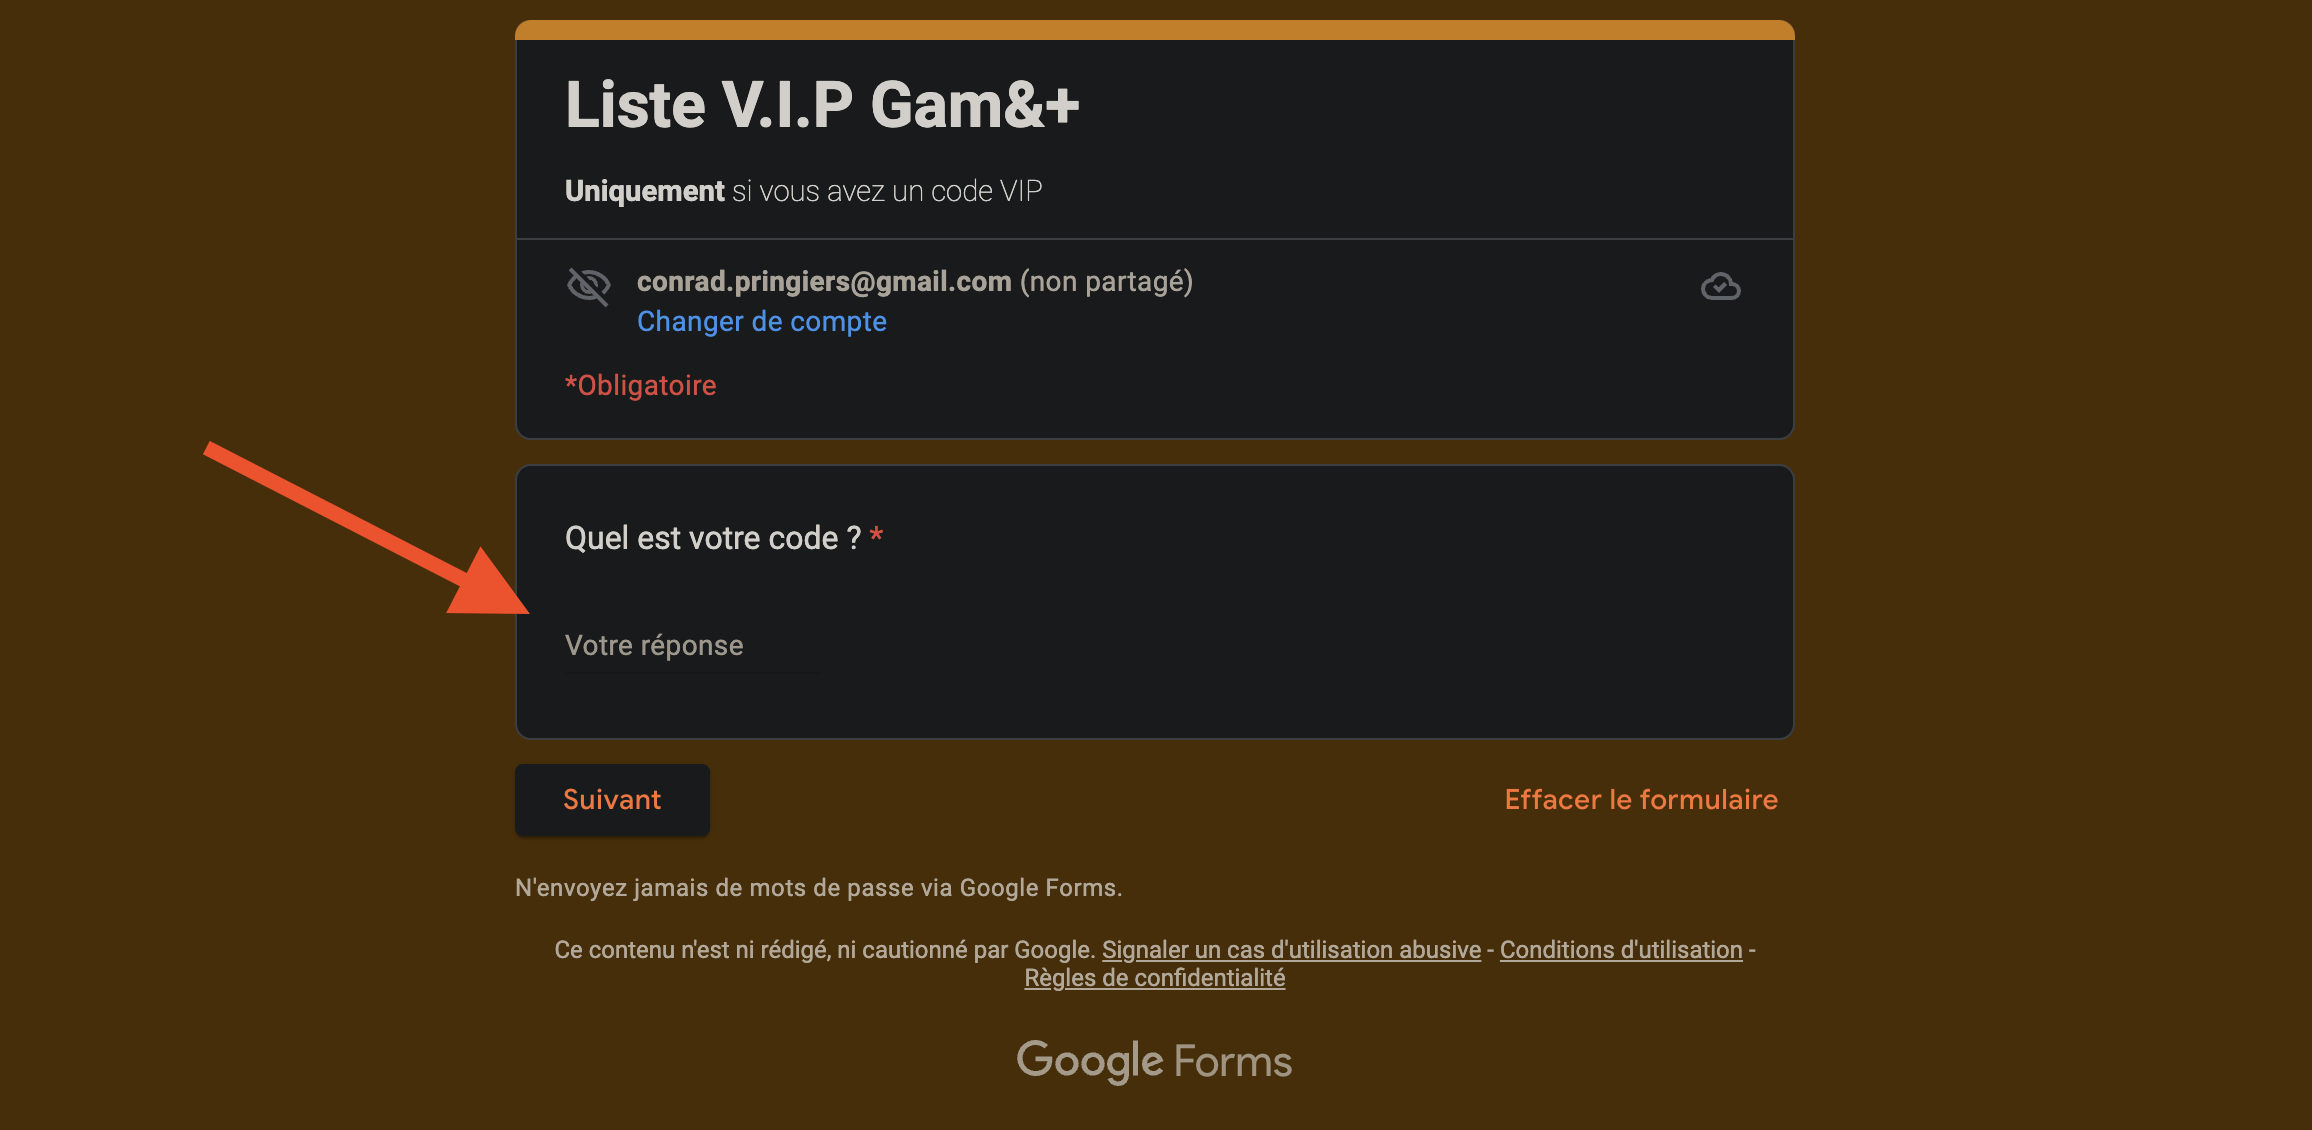 Liste V.I.P Gam&+
Uniquement si vous avez un code VIP
conrad.pringiers@gmail.com (non partagé)
Changer de compte
*Obligatoire
Quel est votre code ? *
Votre réponse
Suivant
Effacer le formulaire
N'envoyez jamais de mots de passe via Google Forms.
Ce contenu n'est ni rédigé, ni cautionné par Google. Signaler un cas d'utilisation abusive - Conditions d'utilisation -
Règles de confidentialité
Google Forms